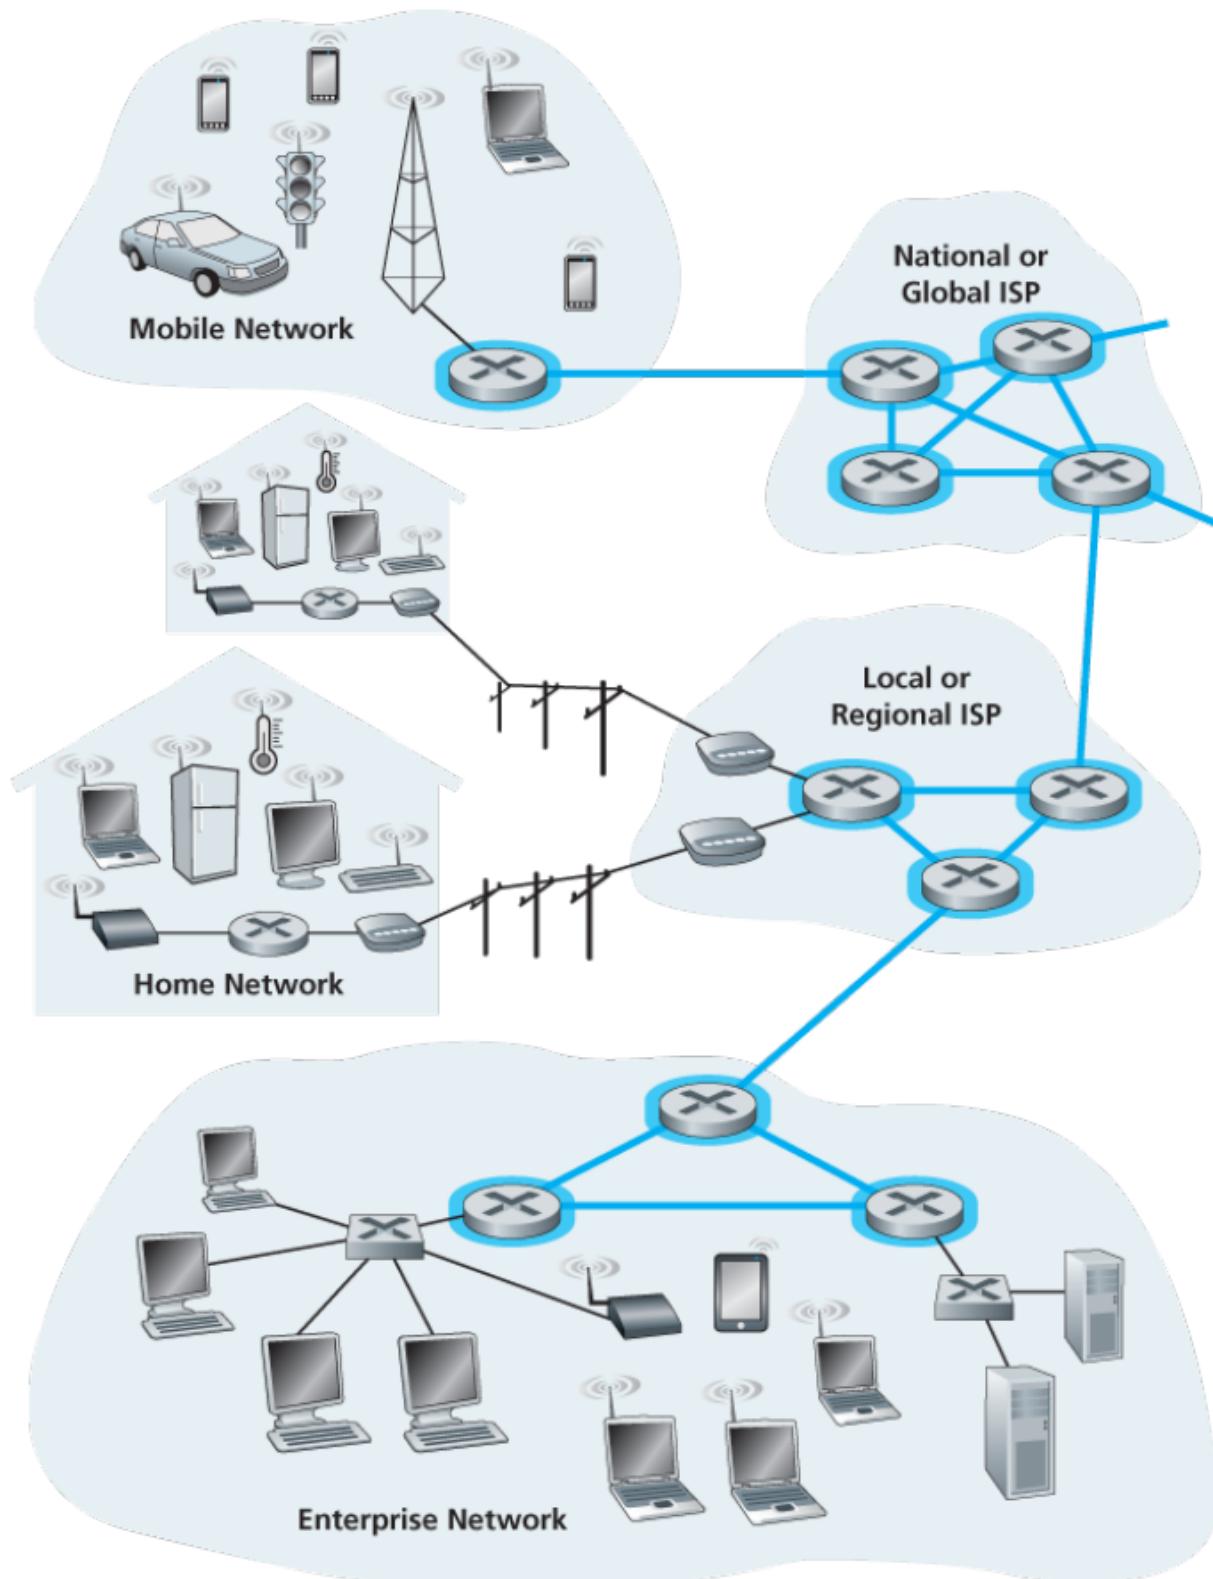 National or
Global ISP
Mobile Network
Local or
Regional ISP
Home Network
Enterprise Network